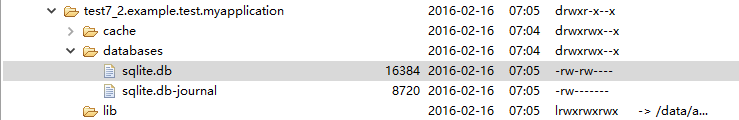 test7_2.example.test.myapplication 2016-02-16 07:05 drwxr-x--x
cache 2016-02-16 07:04 drwxrwx--x
databases 2016-02-16 07:04 drwxrwx--x
sqlite.db 16384 2016-02-16 07:05 -rw-rw----
sqlite.db-journal 8720 2016-02-16 07:05 -rw-------
lib 2016-02-16 07:05 lrwxrwxrwx -> /data/a...